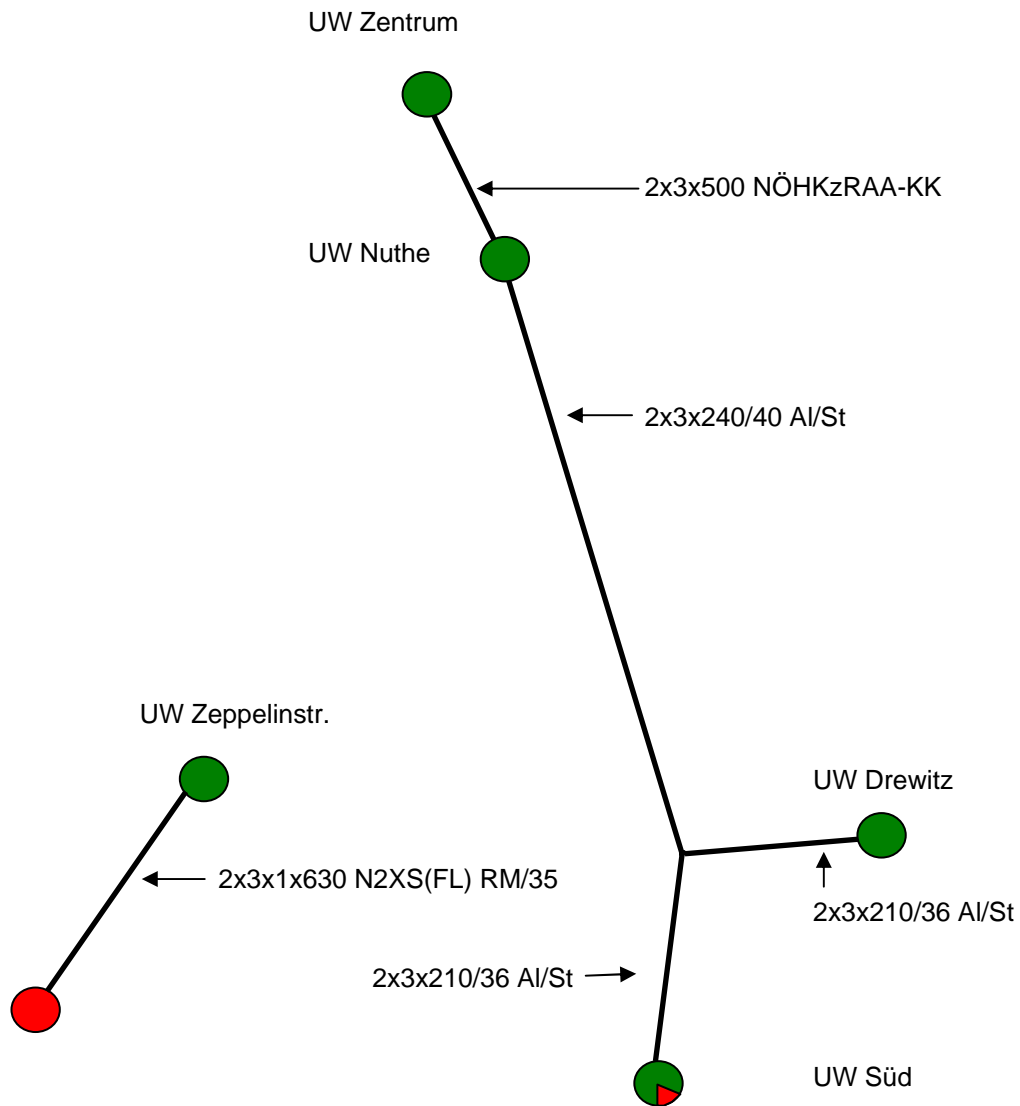 UW Zentrum
2x3x500 NÖHKzRAA-KK
UW Nuthe
2x3x240/40 Al/St
UW Zeppelinstr.
UW Drewitz
2x3x1x630 N2XS(FL) RM/35
2x3x210/36 Al/St
2x3x210/36 Al/St
UW Süd